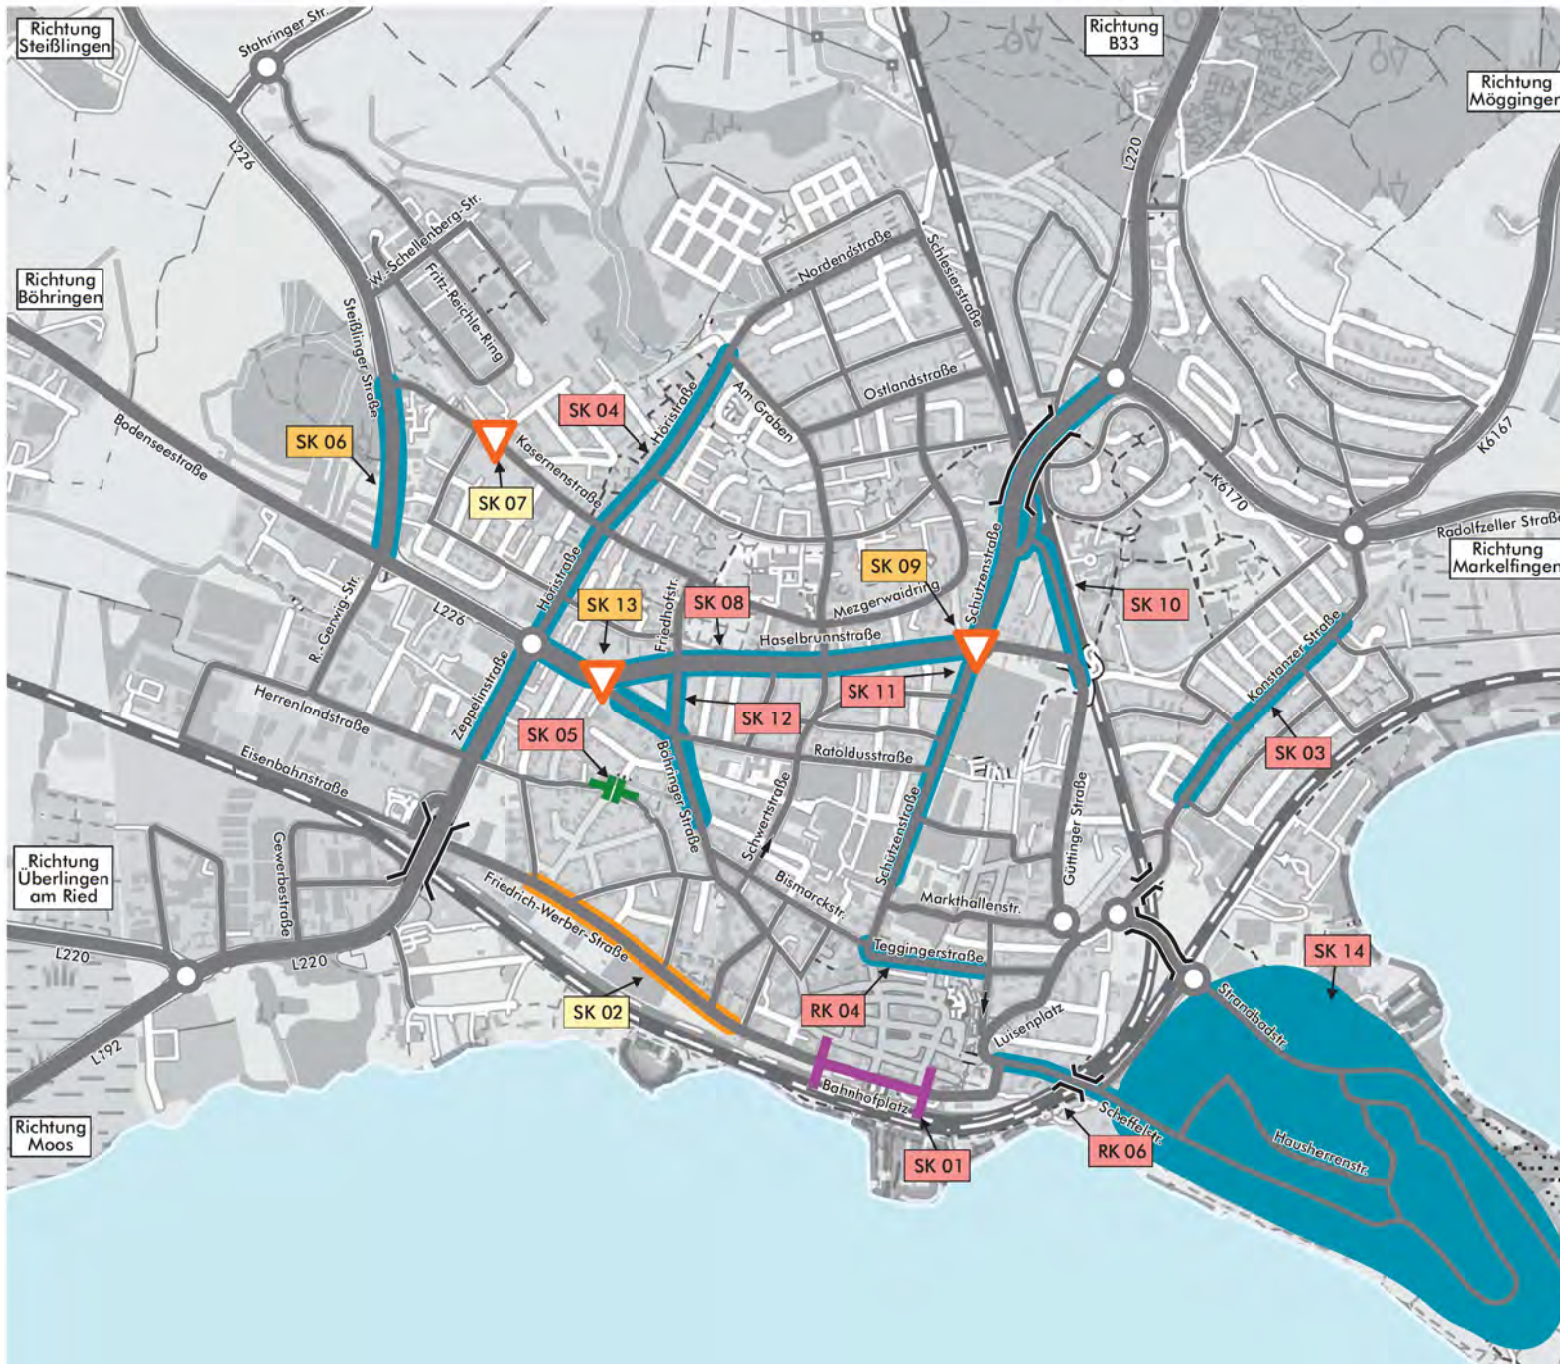 Richtung
Steißlingen
Stahringer Str.
Richtung
B33
Richtung
Möggingen
L226
L220
W.-Schellenberg-Str.
Fritz-Reichle-Ring
Nordendstraße
Schlesierstraße
Richtung
Böhringen
Steißlinger Straße
Höristraße
Am Graben
Ostlandstraße
SK 04
SK 06
Bodenseestraße
Kasernenstraße
SK 07
K6167
K6170
Radolfzeller Straße
Richtung
Markelfingen
Höristraße
R.-Gerwig-Str.
L226
SK 13
Friedhofstr.
SK 08
Mezgerwaidring
SK 09
Schützenstraße
SK 10
Haselbrunnstraße
Zeppelinstraße
Herrenlandstraße
SK 11
SK 12
Konstanzer Straße
SK 03
SK 05
Eisenbahnstraße
Böhringer Straße
Ratoldusstraße
Schwertstraße
Schützenstraße
Güttinger Straße
Richtung
Überlingen
am Ried
Gewerbestraße
Friedrich-Werber-Straße
Bismarckstr.
Markthallenstr.
L220
L220
Teggingerstraße
SK 14
SK 02
RK 04
Luisenplatz
Strandbadstr.
L192
Bahnhofplatz
Scheffelstr.
Hausherrenstr.
Richtung
Moos
SK 01
RK 06